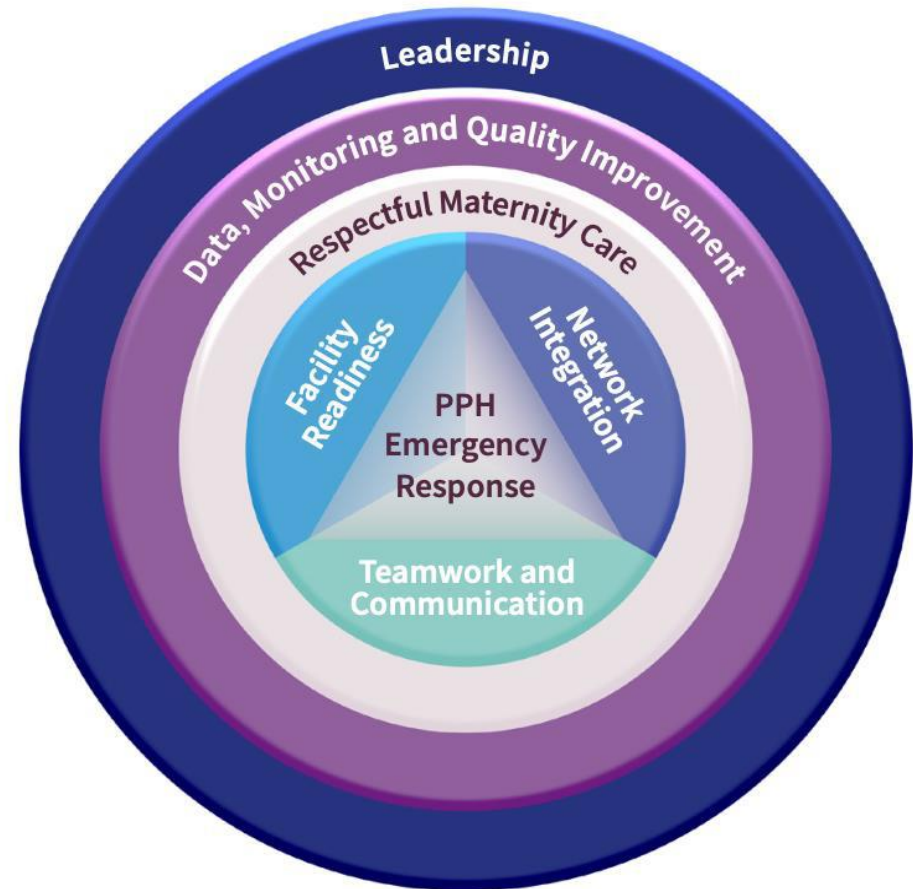 Leadership
Data, Monitoring and Quality Improvement
Respectful Maternity Care
Facility
Readiness
Network
Integration
PPH
Emergency
Response
Teamwork and
Communication